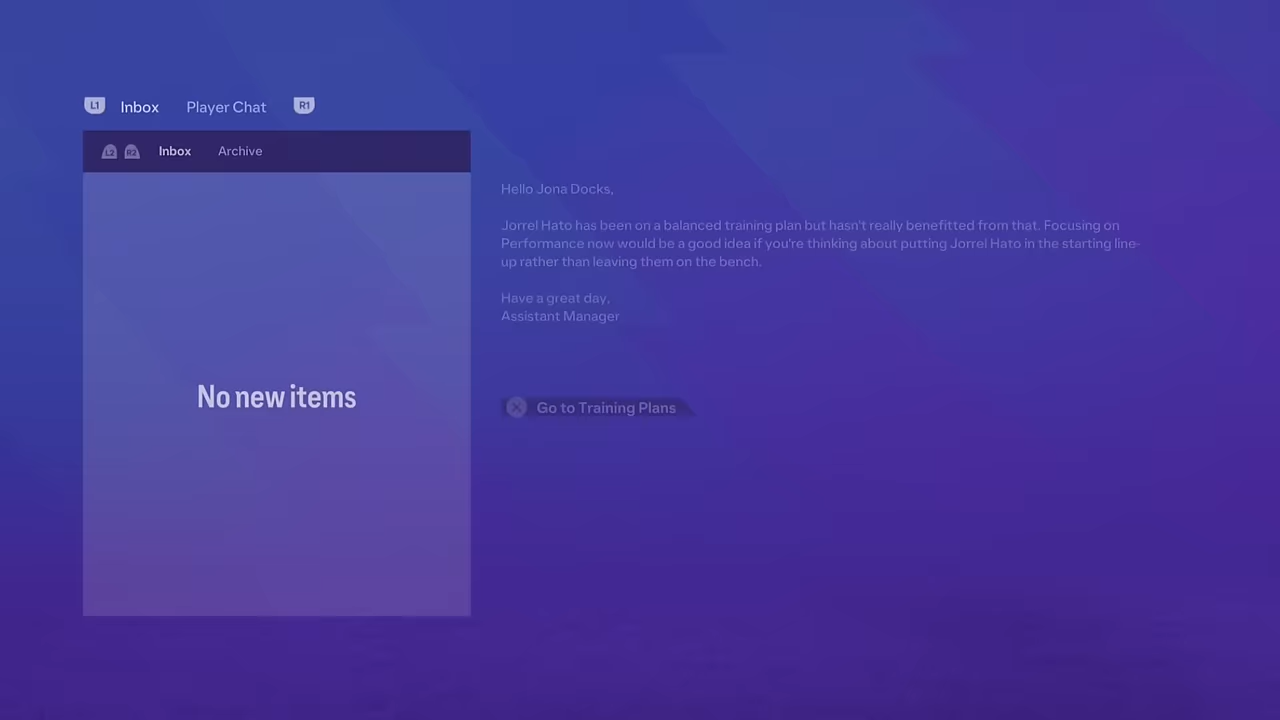 L1 Inbox Player Chat R1
L2 R2 Inbox Archive
No new items
Hello Jona Docks,
Jorrel Hato has been on a balanced training plan but hasn't really benefitted from that. Focusing on
Performance now would be a good idea if you're thinking about putting Jorrel Hato in the starting line-
up rather than leaving them on the bench.
Have a great day,
Assistant Manager
Go to Training Plans